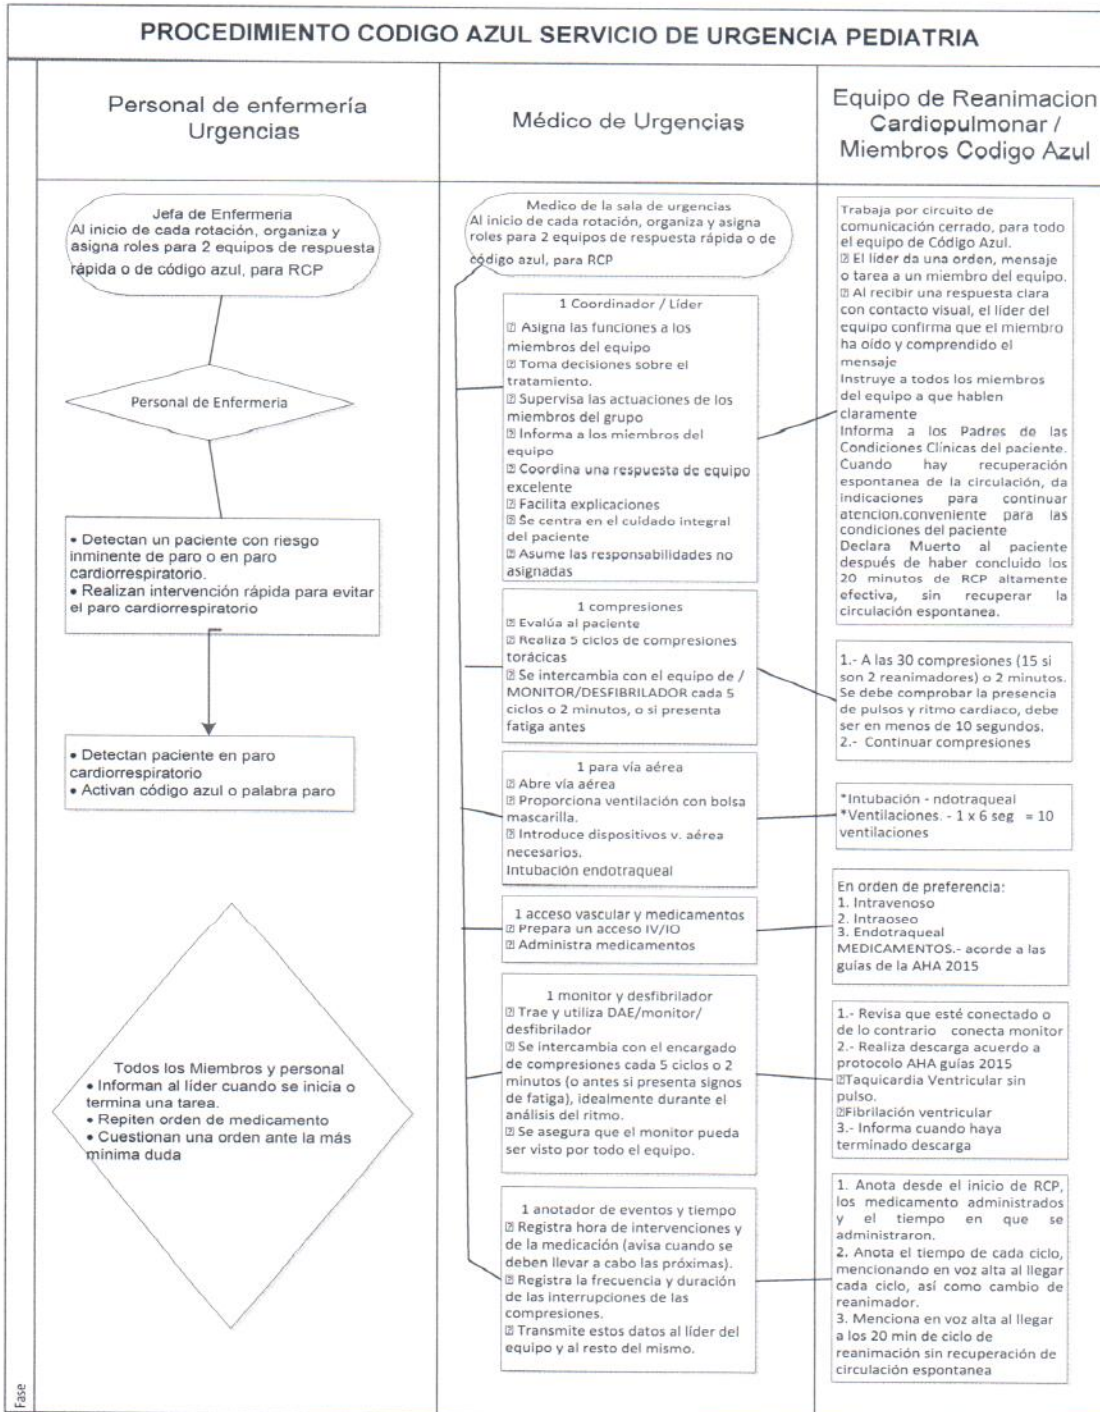 PROCEDIMIENTO CODIGO AZUL SERVICIO DE URGENCIA PEDIATRIA
Personal de enfermería
Urgencias
Jefa de Enfermeria
Al inicio de cada rotación, organiza y
asigna roles para 2 equipos de respuesta
rápida o de código azul, para RCP
Personal de Enfermeria
• Detectan un paciente con riesgo
inminente de paro o en paro
cardiorrespiratorio.
• Realizan intervención rápida para evitar
el paro cardiorrespiratorio
• Detectan paciente en paro
cardiorrespiratorio
• Activan código azul o palabra paro
Todos los Miembros y personal
• Informan al líder cuando se inicia o
termina una tarea.
• Repiten orden de medicamento
• Cuestionan una orden ante la más
mínima duda
Médico de Urgencias
Medico de la sala de urgencias
Al inicio de cada rotación, organiza y asigna
roles para 2 equipos de respuesta rápida o de
código azul, para RCP
1 Coordinador / Líder
⍰ Asigna las funciones a los
miembros del equipo
⍰ Toma decisiones sobre el
tratamiento.
⍰ Supervisa las actuaciones de los
miembros del grupo
⍰ Informa a los miembros del
equipo
⍰ Coordina una respuesta de equipo
excelente
⍰ Facilita explicaciones
⍰ Se centra en el cuidado integral
del paciente
⍰ Asume las responsabilidades no
asignadas
1 compresiones
⍰ Evalúa al paciente
⍰ Realiza 5 ciclos de compresiones
torácicas
⍰ Se intercambia con el equipo de /
MONITOR/DESFIBRILADOR cada 5
ciclos o 2 minutos, o si presenta
fatiga antes
1 para vía aérea
⍰ Abre vía aérea
⍰ Proporciona ventilación con bolsa
mascarilla.
⍰ Introduce dispositivos v. aérea
necesarios.
Intubación endotraqueal
1 acceso vascular y medicamentos
⍰ Prepara un acceso IV/IO
⍰ Administra medicamentos
1 monitor y desfibrilador
⍰ Trae y utiliza DAE/monitor/
desfibrilador
⍰ Se intercambia con el encargado
de compresiones cada 5 ciclos o 2
minutos (o antes si presenta signos
de fatiga), idealmente durante el
análisis del ritmo.
⍰ Se asegura que el monitor pueda
ser visto por todo el equipo.
1 anotador de eventos y tiempo
⍰ Registra hora de intervenciones y
de la medicación (avisa cuando se
deben llevar a cabo las próximas).
⍰ Registra la frecuencia y duración
de las interrupciones de las
compresiones.
⍰ Transmite estos datos al líder del
equipo y al resto del mismo.
Equipo de Reanimacion
Cardiopulmonar /
Miembros Codigo Azul
Trabaja por circuito de
comunicación cerrado, para todo
el equipo de Código Azul.
⍰ El líder da una orden, mensaje
o tarea a un miembro del equipo.
⍰ Al recibir una respuesta clara
con contacto visual, el líder del
equipo confirma que el miembro
ha oído y comprendido el
mensaje
Instruye a todos los miembros
del equipo a que hablen
claramente
Informa a los Padres de las
Condiciones Clínicas del paciente.
Cuando hay recuperación
espontanea de la circulación, da
indicaciones para continuar
atencion.conveniente para las
condiciones del paciente
Declara Muerto al paciente
después de haber concluido los
20 minutos de RCP altamente
efectiva, sin recuperar la
circulación espontanea.
1.- A las 30 compresiones (15 si
son 2 reanimadores) o 2 minutos.
Se debe comprobar la presencia
de pulsos y ritmo cardiaco, debe
ser en menos de 10 segundos.
2.- Continuar compresiones
*Intubación - ndotraqueal
*Ventilaciones. - 1 x 6 seg = 10
ventilaciones
En orden de preferencia:
1. Intravenoso
2. Intraoseo
3. Endotraqueal
MEDICAMENTOS.- acorde a las
guías de la AHA 2015
1.- Revisa que esté conectado o
de lo contrario conecta monitor
2.- Realiza descarga acuerdo a
protocolo AHA guías 2015
⍰Taquicardia Ventricular sin
pulso.
⍰Fibrilación ventricular
3.- Informa cuando haya
terminado descarga
1. Anota desde el inicio de RCP,
los medicamento administrados
y el tiempo en que se
administraron.
2. Anota el tiempo de cada ciclo,
mencionando en voz alta al llegar
cada ciclo, así como cambio de
reanimador.
3. Menciona en voz alta al llegar
a los 20 min de ciclo de
reanimación sin recuperación de
circulación espontanea
Fase